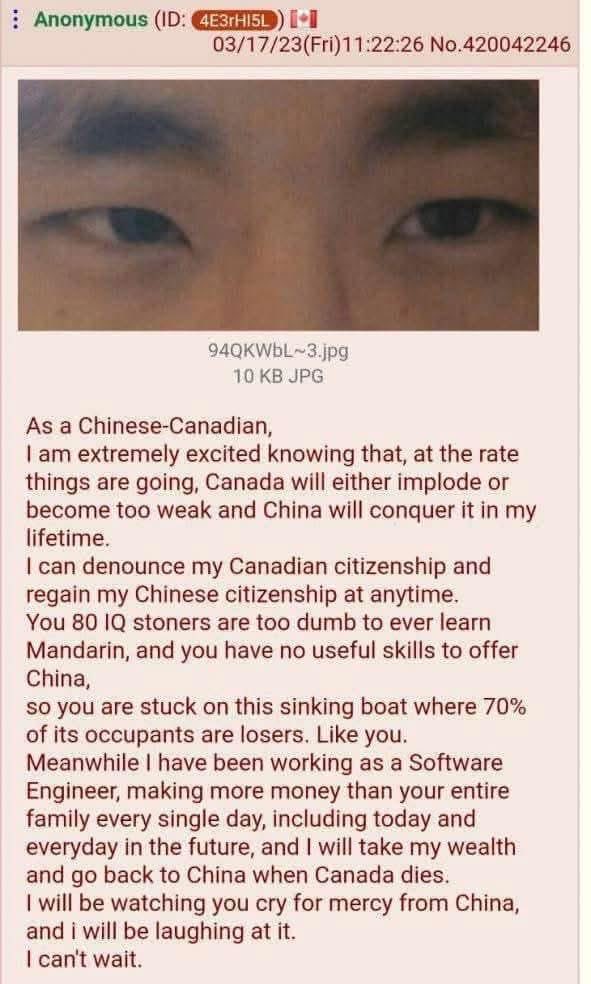 Anonymous (ID: 4E3rHI5L)
03/17/23(Fri)11:22:26 No.420042246
94QKWbL~3.jpg
10 KB JPG
As a Chinese-Canadian,
I am extremely excited knowing that, at the rate
things are going, Canada will either implode or
become too weak and China will conquer it in my
lifetime.
I can denounce my Canadian citizenship and
regain my Chinese citizenship at anytime.
You 80 IQ stoners are too dumb to ever learn
Mandarin, and you have no useful skills to offer
China,
so you are stuck on this sinking boat where 70%
of its occupants are losers. Like you.
Meanwhile I have been working as a Software
Engineer, making more money than your entire
family every single day, including today and
everyday in the future, and I will take my wealth
and go back to China when Canada dies.
I will be watching you cry for mercy from China,
and i will be laughing at it.
I can't wait.